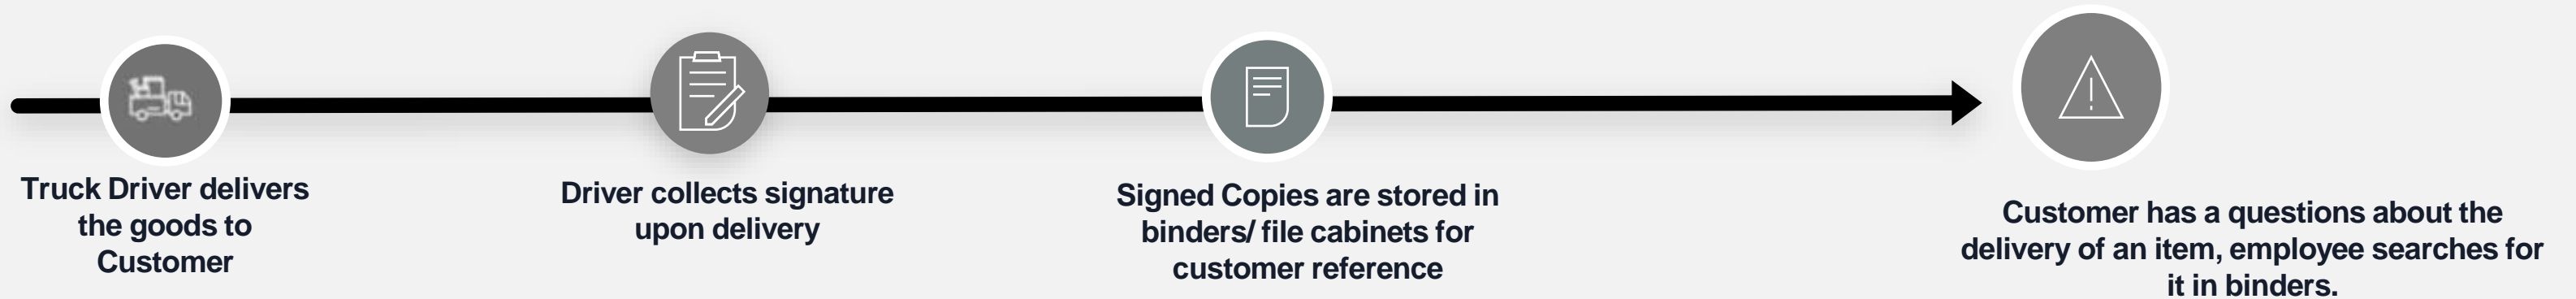 Truck Driver delivers
the goods to
Customer
Driver collects signature
upon delivery
Signed Copies are stored in
binders/ file cabinets for
customer reference
Customer has a questions about the
delivery of an item, employee searches for
it in binders.